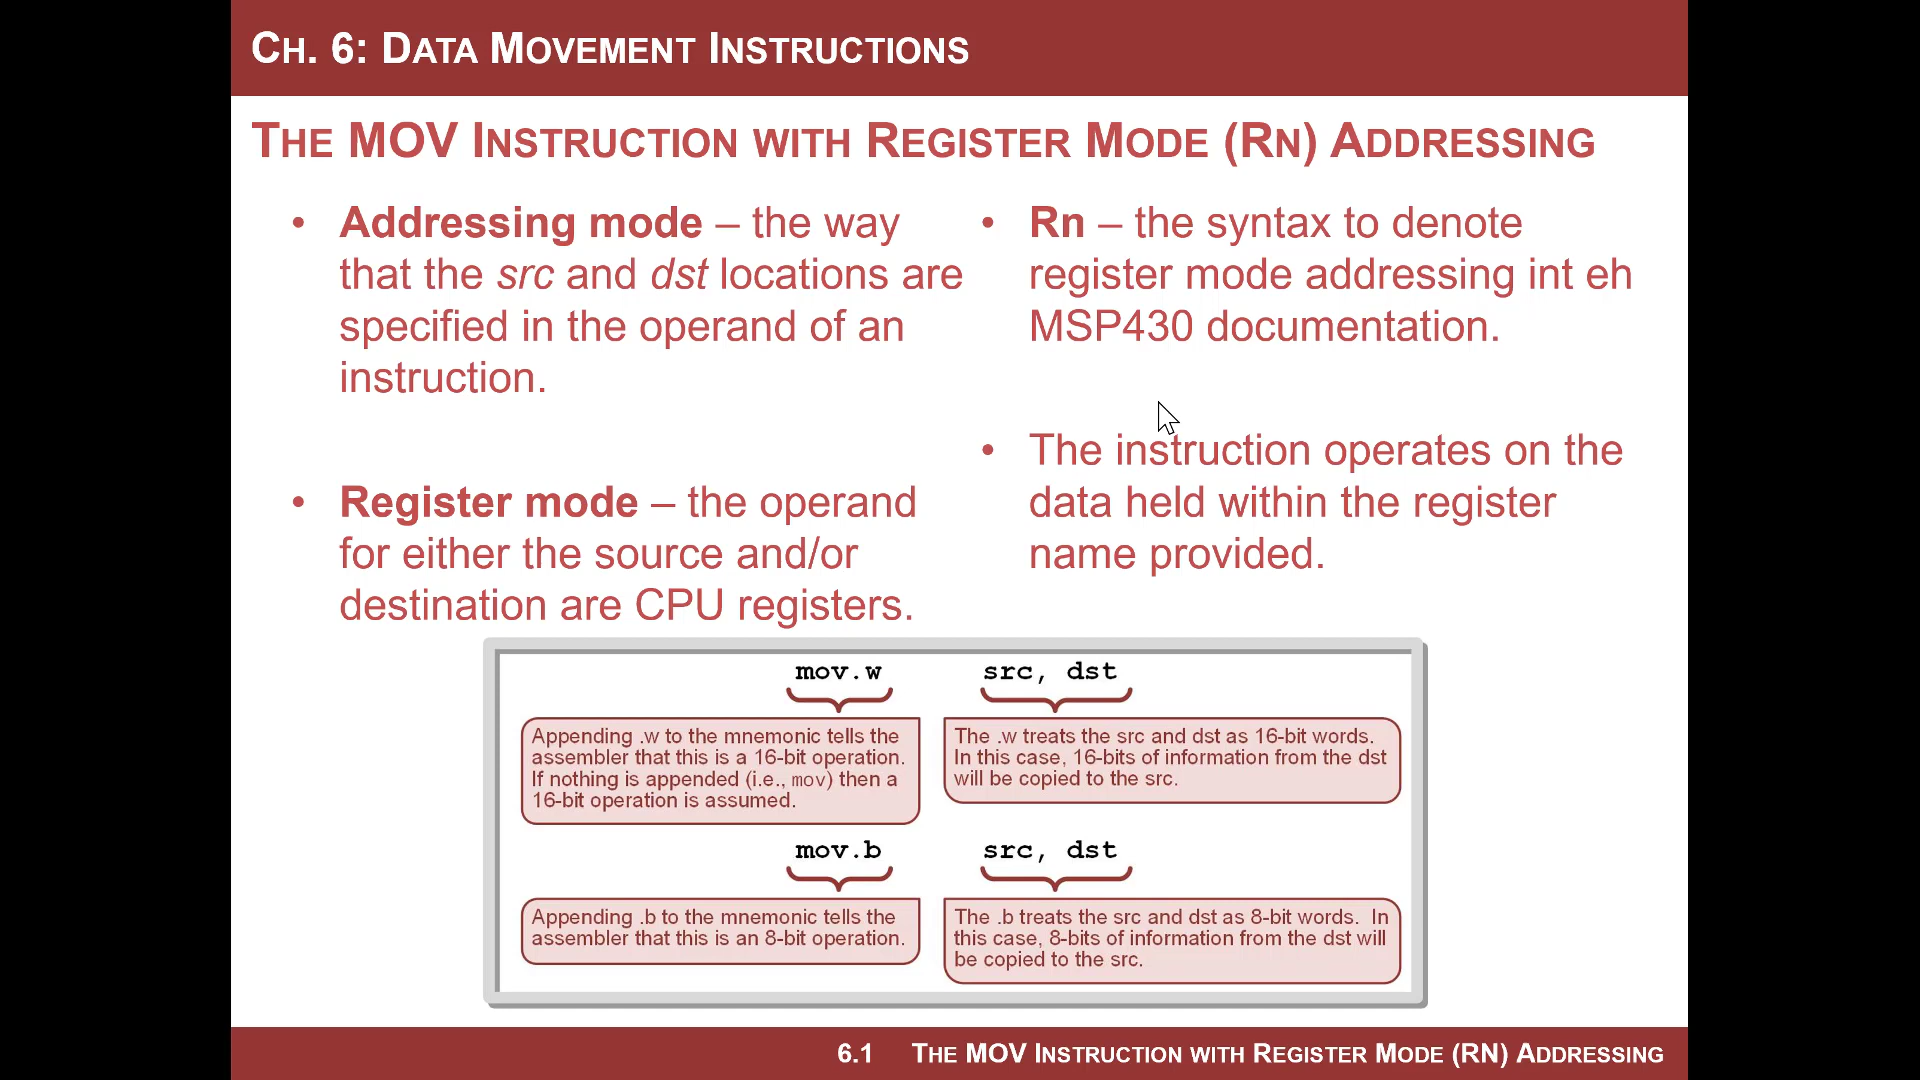 CH. 6: DATA MOVEMENT INSTRUCTIONS
THE MOV INSTRUCTION WITH REGISTER MODE (RN) ADDRESSING
• Addressing mode – the way
that the src and dst locations are
specified in the operand of an
instruction.
• Register mode – the operand
for either the source and/or
destination are CPU registers.
• Rn – the syntax to denote
register mode addressing int eh
MSP430 documentation.
• The instruction operates on the
data held within the register
name provided.
mov.w src, dst
Appending .w to the mnemonic tells the
assembler that this is a 16-bit operation.
If nothing is appended (i.e., mov) then a
16-bit operation is assumed.
The .w treats the src and dst as 16-bit words.
In this case, 16-bits of information from the dst
will be copied to the src.
mov.b src, dst
Appending .b to the mnemonic tells the
assembler that this is an 8-bit operation.
The .b treats the src and dst as 8-bit words. In
this case, 8-bits of information from the dst will
be copied to the src.
6.1 THE MOV INSTRUCTION WITH REGISTER MODE (RN) ADDRESSING